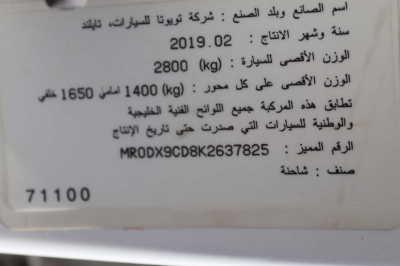 اسم الصانع وبلد الصنع : شركة تويوتا للسيارات، تايلند
سنة وشهر الانتاج : 2019.02
الوزن الأقصى للسيارة : 2800 (kg)
الوزن الأقصى على كل محور : 1400 (kg) امامي 1650 خلفي
تطابق هذه المركبة جميع اللوائح الفنية الخليجية
والوطنية للسيارات التي صدرت حتى تاريخ الإنتاج
الرقم المميز : MR0DX9CD8K2637825
صنف : شاحنة
71100